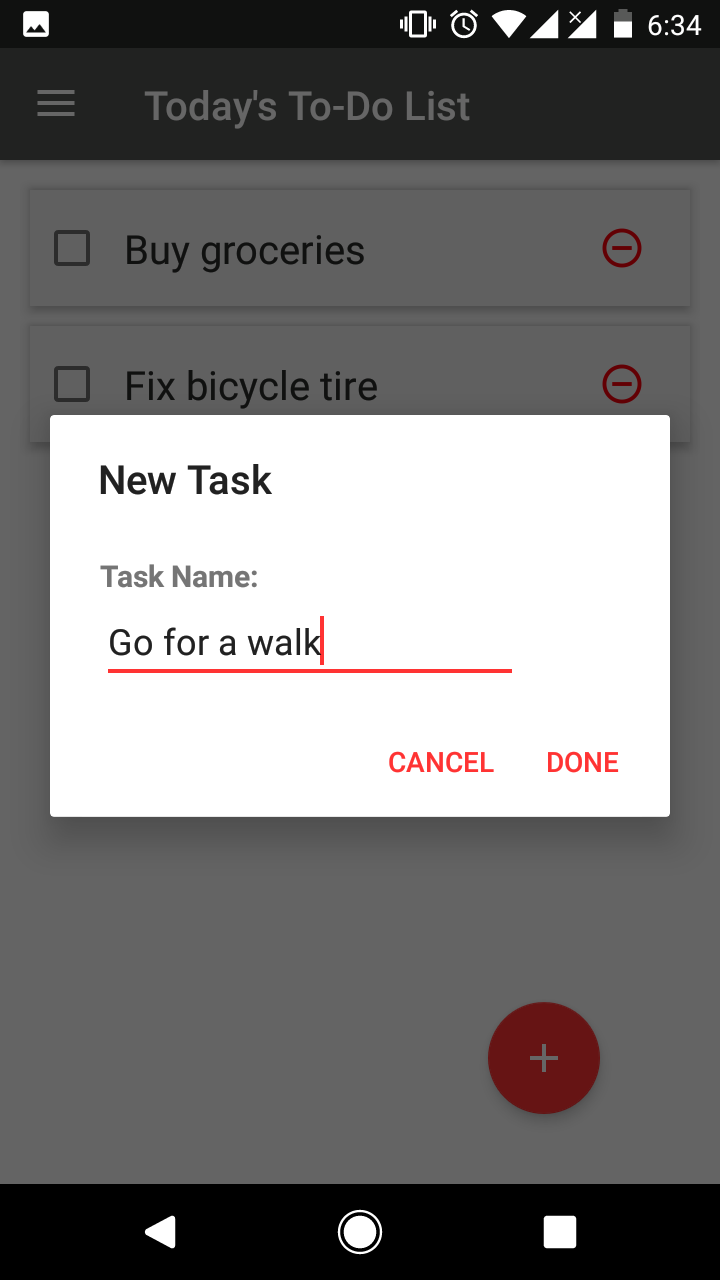 6:34
Today's To-Do List
Buy groceries
Fix bicycle tire
New Task
Task Name:
Go for a walk
CANCEL DONE